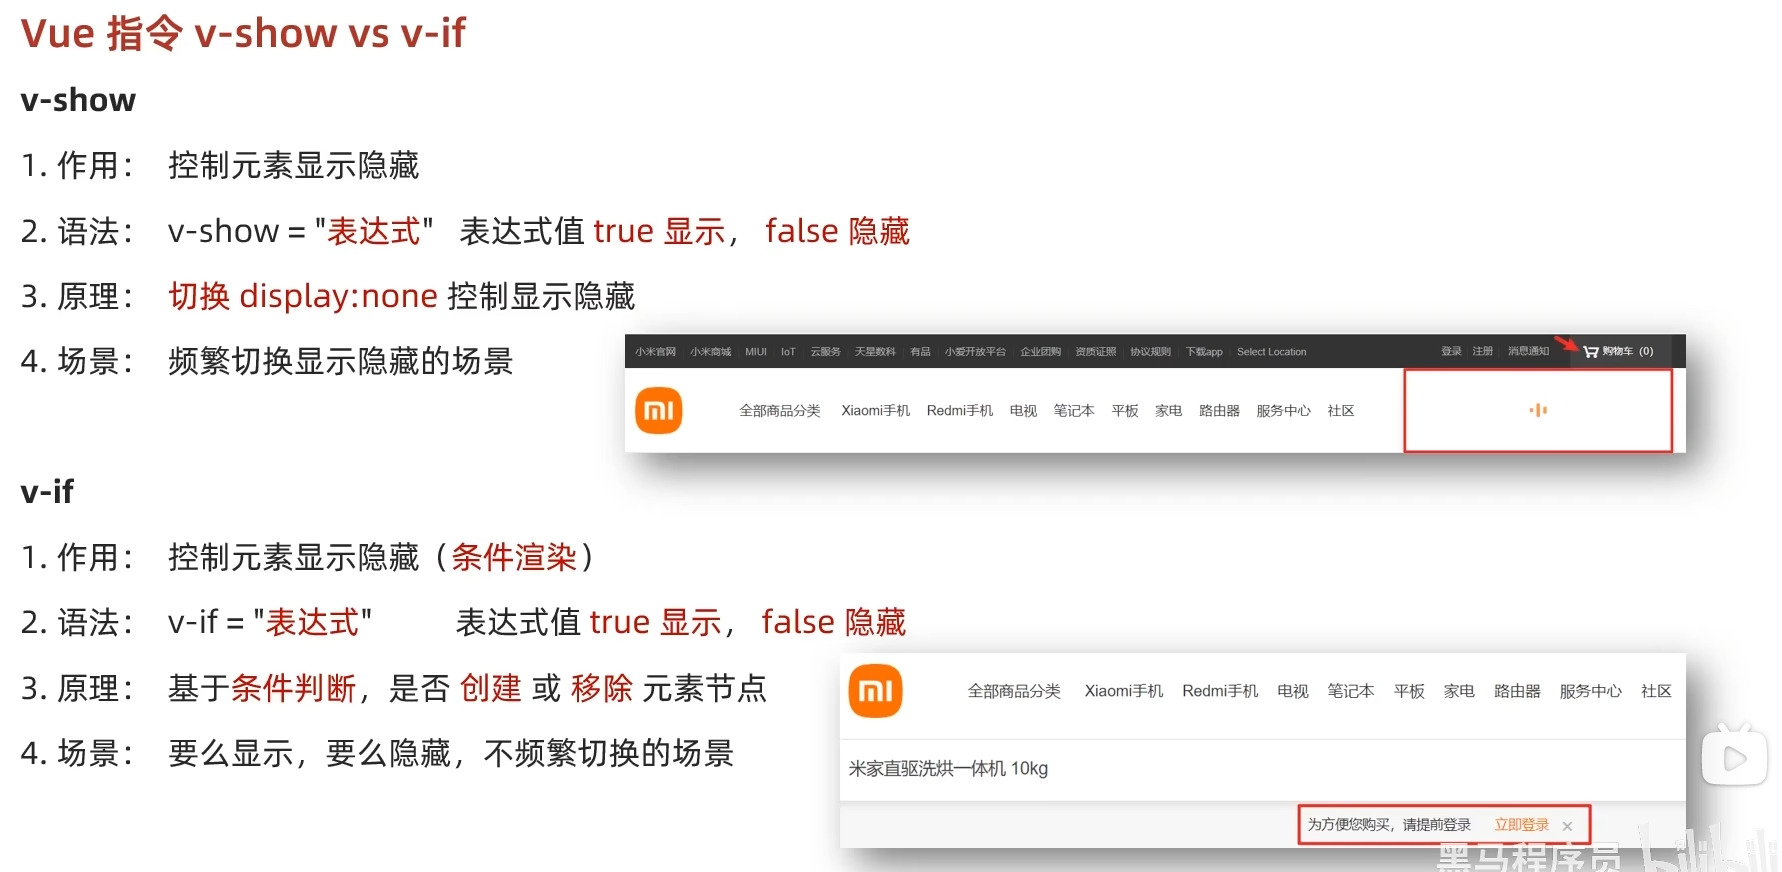 Vue 指令 v-show vs v-if
v-show
1. 作用： 控制元素显示隐藏
2. 语法： v-show = "表达式" 表达式值 true 显示， false 隐藏
3. 原理： 切换 display:none 控制显示隐藏
4. 场景： 频繁切换显示隐藏的场景
小米官网 小米商城 MIUI IoT 云服务 天星数科 有品 小爱开放平台 企业团购 资质证照 协议规则 下载app Select Location 登录 注册 消息通知 购物车 (0)
mi 全部商品分类 Xiaomi手机 Redmi手机 电视 笔记本 平板 家电 路由器 服务中心 社区
v-if
1. 作用： 控制元素显示隐藏（条件渲染）
2. 语法： v-if = "表达式" 表达式值 true 显示， false 隐藏
3. 原理： 基于条件判断，是否 创建 或 移除 元素节点
4. 场景： 要么显示，要么隐藏，不频繁切换的场景
mi 全部商品分类 Xiaomi手机 Redmi手机 电视 笔记本 平板 家电 路由器 服务中心 社区
米家直驱洗烘一体机 10kg
为方便您购买，请提前登录 立即登录 ×
黑马程序员 bilibili